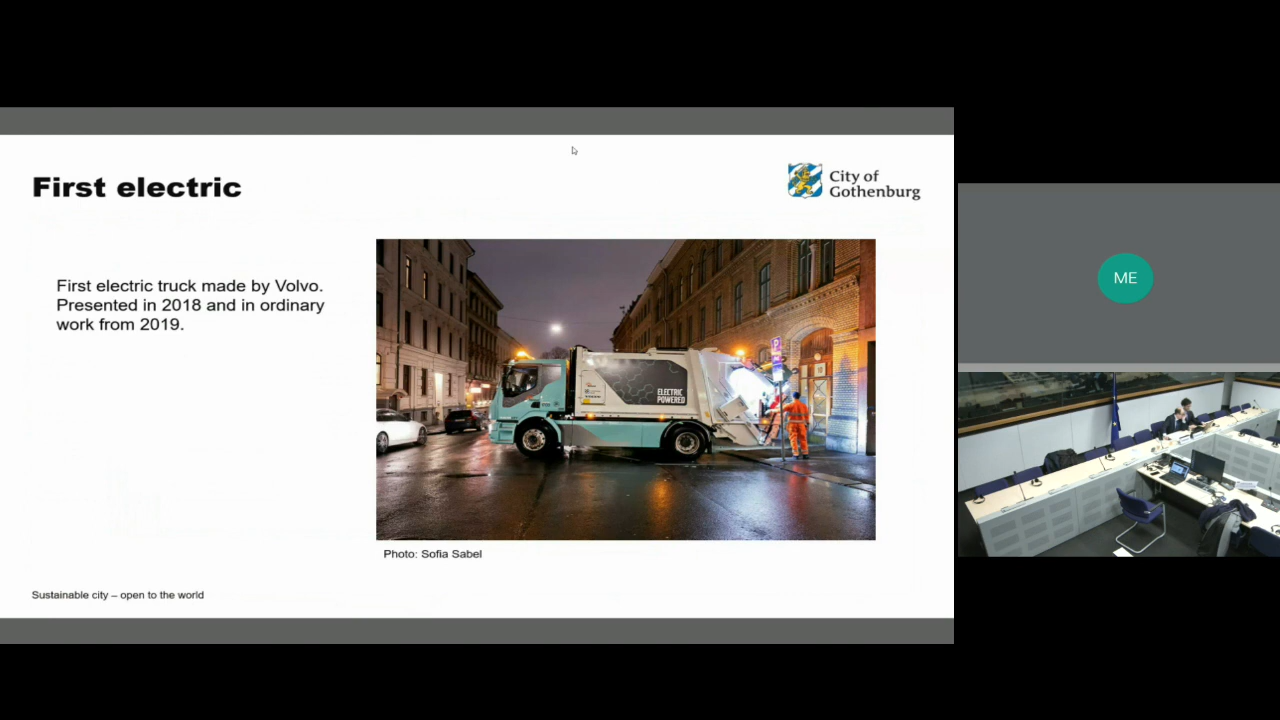 First electric
City of
Gothenburg
First electric truck made by Volvo.
Presented in 2018 and in ordinary
work from 2019.
ELECTRIC
POWERED
Photo: Sofia Sabel
Sustainable city – open to the world
ME